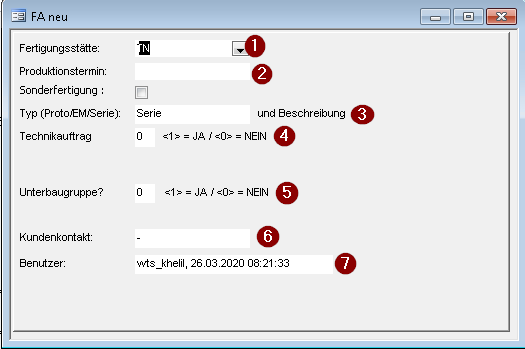 FA neu
Fertigungsstätte: TN 1
Produktionstermin: 2
Sonderfertigung :
Typ (Proto/EM/Serie): Serie und Beschreibung 3
Technikauftrag 0 <1> = JA / <0> = NEIN 4
Unterbaugruppe? 0 <1> = JA / <0> = NEIN 5
Kundenkontakt: - 6
Benutzer: wts_khelil, 26.03.2020 08:21:33 7